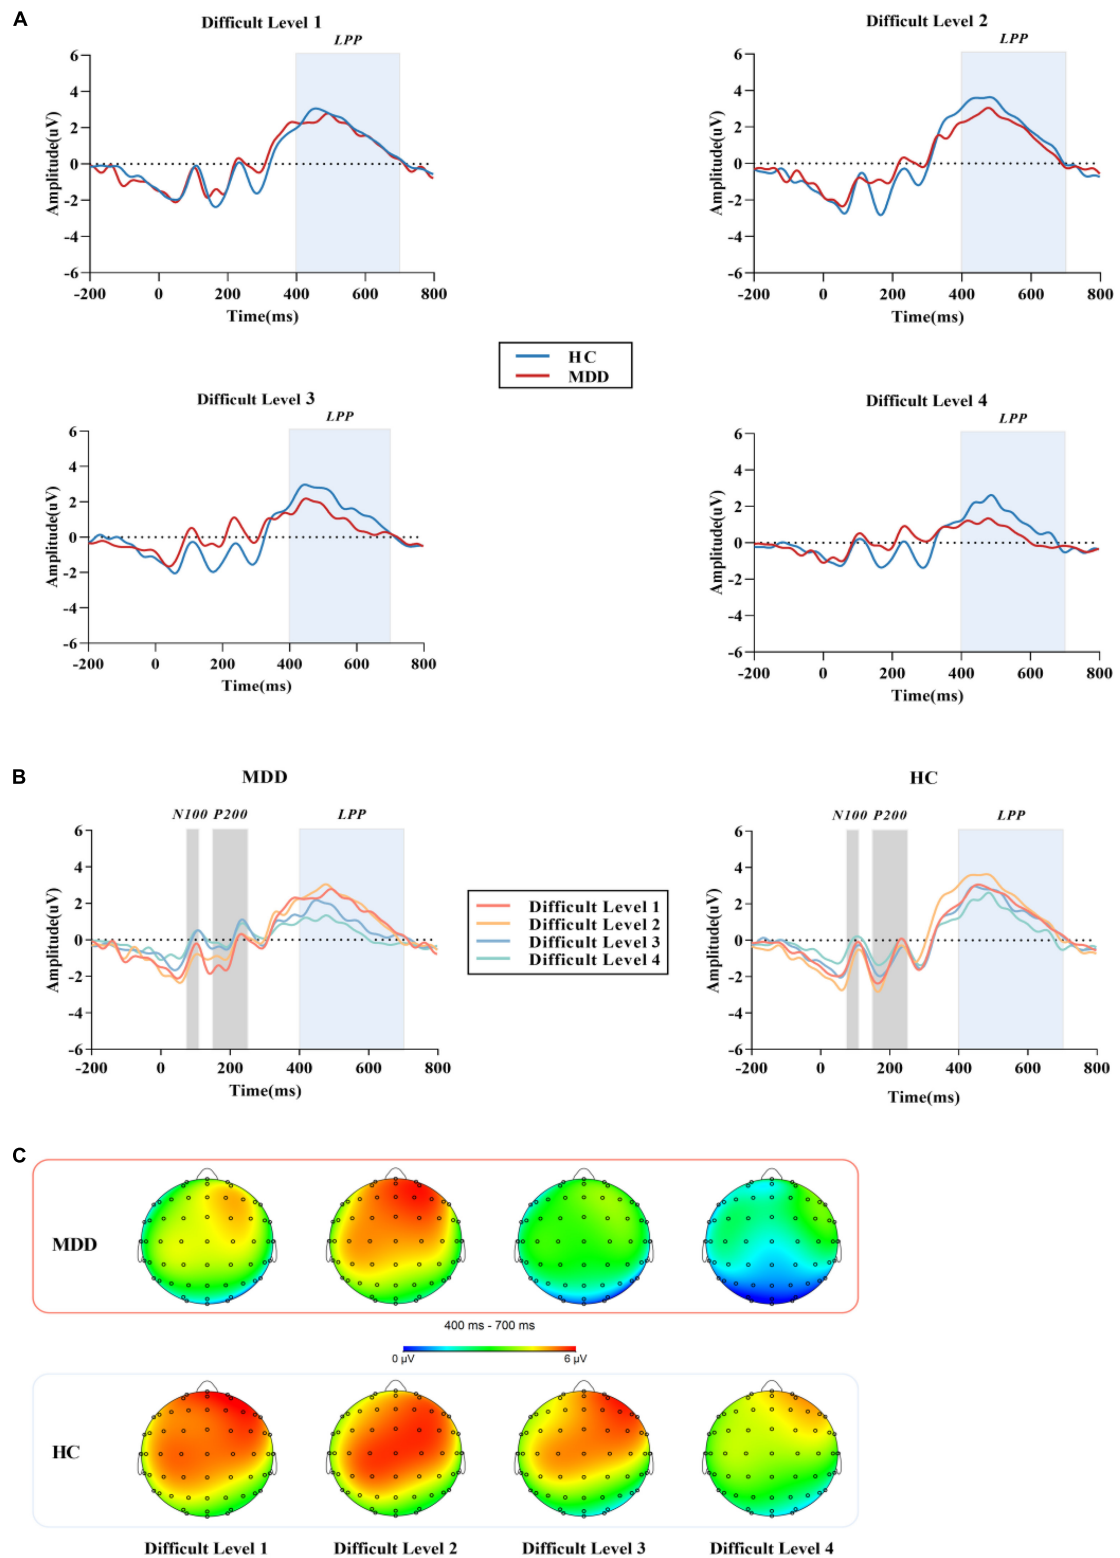 A
Difficult Level 1
LPP
Amplitude(uV)
6
4
2
0
-2
-4
-6
-200 0 200 400 600 800
Time(ms)
Difficult Level 2
LPP
Amplitude(uV)
6
4
2
0
-2
-4
-6
-200 0 200 400 600 800
Time(ms)
HC
MDD
Difficult Level 3
LPP
Amplitude(uV)
6
4
2
0
-2
-4
-6
-200 0 200 400 600 800
Time(ms)
Difficult Level 4
LPP
Amplitude(uV)
6
4
2
0
-2
-4
-6
-200 0 200 400 600 800
Time(ms)
B
MDD
N100 P200 LPP
Amplitude(uV)
6
4
2
0
-2
-4
-6
-200 0 200 400 600 800
Time(ms)
Difficult Level 1
Difficult Level 2
Difficult Level 3
Difficult Level 4
HC
N100 P200 LPP
Amplitude(uV)
6
4
2
0
-2
-4
-6
-200 0 200 400 600 800
Time(ms)
C
MDD
400 ms - 700 ms
0 μV 6 μV
HC
Difficult Level 1 Difficult Level 2 Difficult Level 3 Difficult Level 4